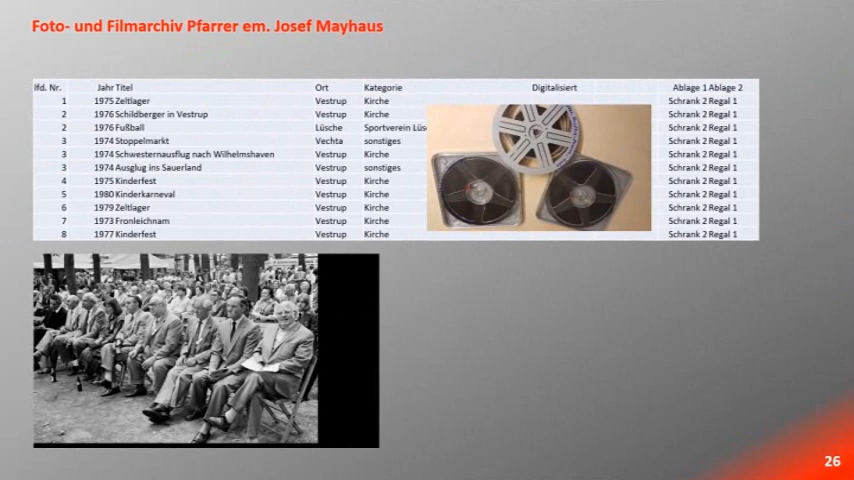 Foto- und Filmarchiv Pfarrer em. Josef Mayhaus
lfd. Nr. Jahr Titel Ort Kategorie Digitalisiert Ablage 1 Ablage 2
1 1975 Zeltlager Vestrup Kirche Schrank 2 Regal 1
2 1976 Schildberger in Vestrup Vestrup Kirche Schrank 2 Regal 1
2 1976 Fußball Lüsche Sportverein Lüs Schrank 2 Regal 1
3 1974 Stoppelmarkt Vechta sonstiges Schrank 2 Regal 1
3 1974 Schwesternausflug nach Wilhelmshaven Vestrup Kirche Schrank 2 Regal 1
3 1974 Ausglug ins Sauerland Vestrup sonstiges Schrank 2 Regal 1
4 1975 Kinderfest Vestrup Kirche Schrank 2 Regal 1
5 1980 Kinderkarneval Vestrup Kirche Schrank 2 Regal 1
6 1979 Zeltlager Vestrup Kirche Schrank 2 Regal 1
7 1973 Fronleichnam Vestrup Kirche Schrank 2 Regal 1
8 1977 Kinderfest Vestrup Kirche Schrank 2 Regal 1
26